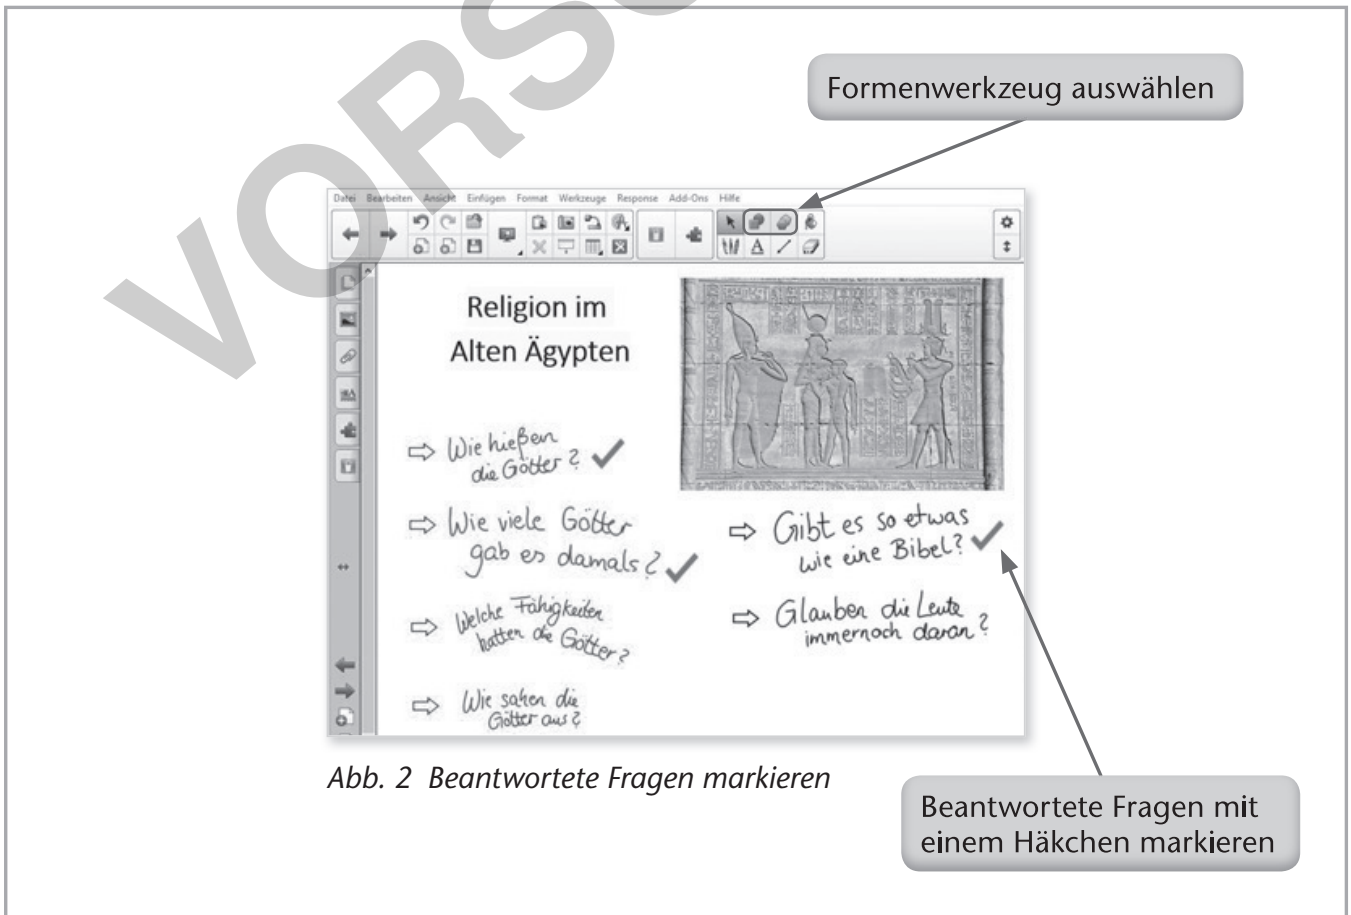 VORSC
Formenwerkzeug auswählen
Datei Bearbeiten Ansicht Einfügen Format Werkzeuge Response Add-Ons Hilfe
Religion im
Alten Ägypten
⇨ Wie hießen
die Götter? ✓
⇨ Wie viele Götter
gab es damals? ✓
⇨ Welche Fähigkeiten
hatten die Götter?
⇨ Wie sahen die
Götter aus?
⇨ Gibt es so etwas
wie eine Bibel? ✓
⇨ Glauben die Leute
immernoch daran?
Abb. 2 Beantwortete Fragen markieren
Beantwortete Fragen mit
einem Häkchen markieren